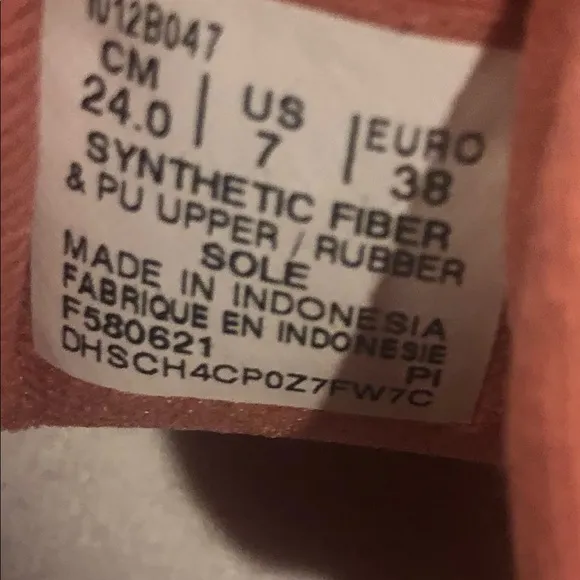 1012B047
CM | US | EURO
24.0 | 7 | 38
SYNTHETIC FIBER
& PU UPPER / RUBBER
SOLE
MADE IN INDONESIA
FABRIQUE EN INDONESIE
F580621 PI
DHSCH4CP0Z7FW7C